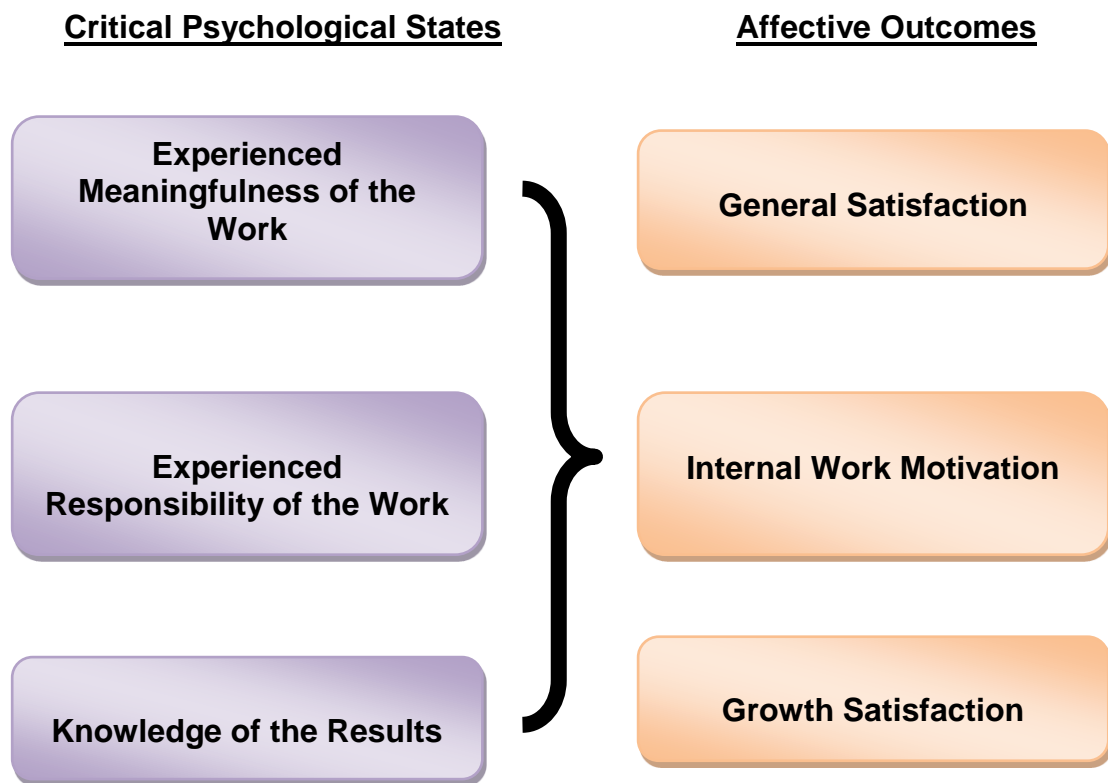 Critical Psychological States
Affective Outcomes
Experienced
Meaningfulness of the
Work
General Satisfaction
Experienced
Responsibility of the Work
Internal Work Motivation
Knowledge of the Results
Growth Satisfaction